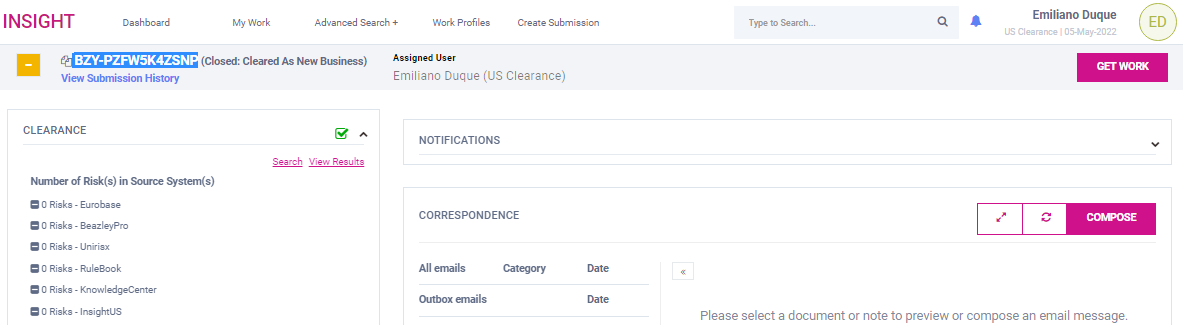 INSIGHT
Dashboard
My Work
Advanced Search +
Work Profiles
Create Submission
Type to Search...
Emiliano Duque
US Clearance | 05-May-2022
ED
BZY-PZFW5K4ZSNP (Closed: Cleared As New Business)
View Submission History
Assigned User
Emiliano Duque (US Clearance)
GET WORK
CLEARANCE
Search View Results
Number of Risk(s) in Source System(s)
0 Risks - Eurobase
0 Risks - BeazleyPro
0 Risks - Unirisx
0 Risks - RuleBook
0 Risks - KnowledgeCenter
0 Risks - InsightUS
NOTIFICATIONS
CORRESPONDENCE
COMPOSE
All emails Category Date
Outbox emails Date
«
Please select a document or note to preview or compose an email message.